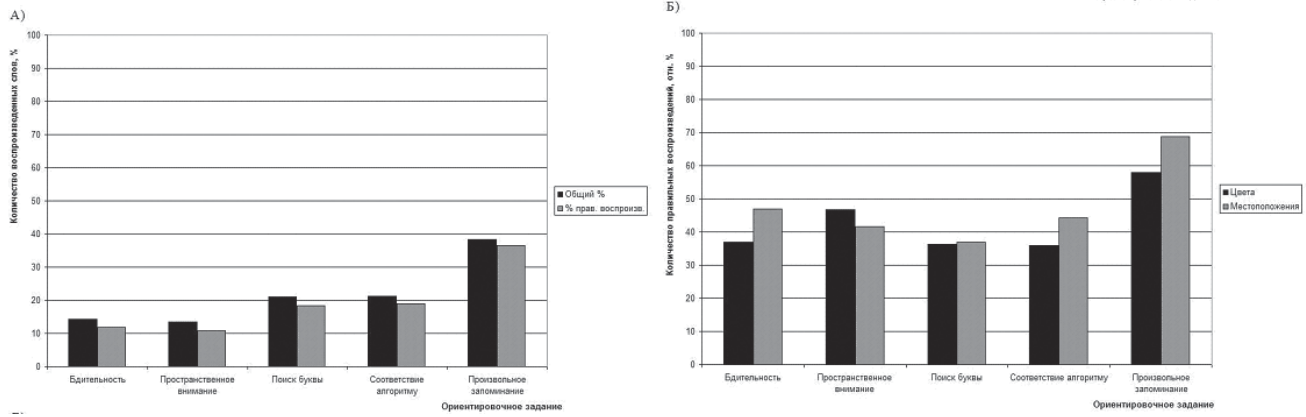 А)
Количество воспроизведенных слов, %
100
90
80
70
60
50
40
30
20
10
0
Бдительность
Пространственное
внимание
Поиск буквы
Соответствие
алгоритму
Произвольное
запоминание
Ориентировочное задание
Общий %
% прав. воспроизв.
Б)
Количество правильных воспроизведений, отн. %
100
90
80
70
60
50
40
30
20
10
0
Бдительность
Пространственное
внимание
Поиск буквы
Соответствие алгоритму
Произвольное
запоминание
Ориентировочное задание
Цвета
Местоположения